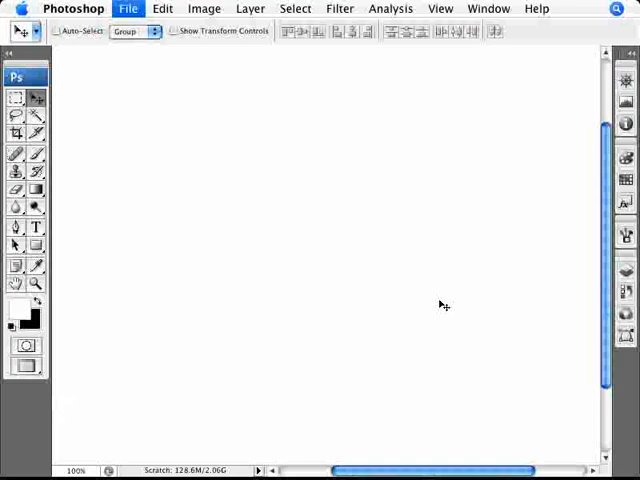 Photoshop File Edit Image Layer Select Filter Analysis View Window Help
Auto-Select Group Show Transform Controls
Ps
T
100% Scratch: 128.6M/2.06G